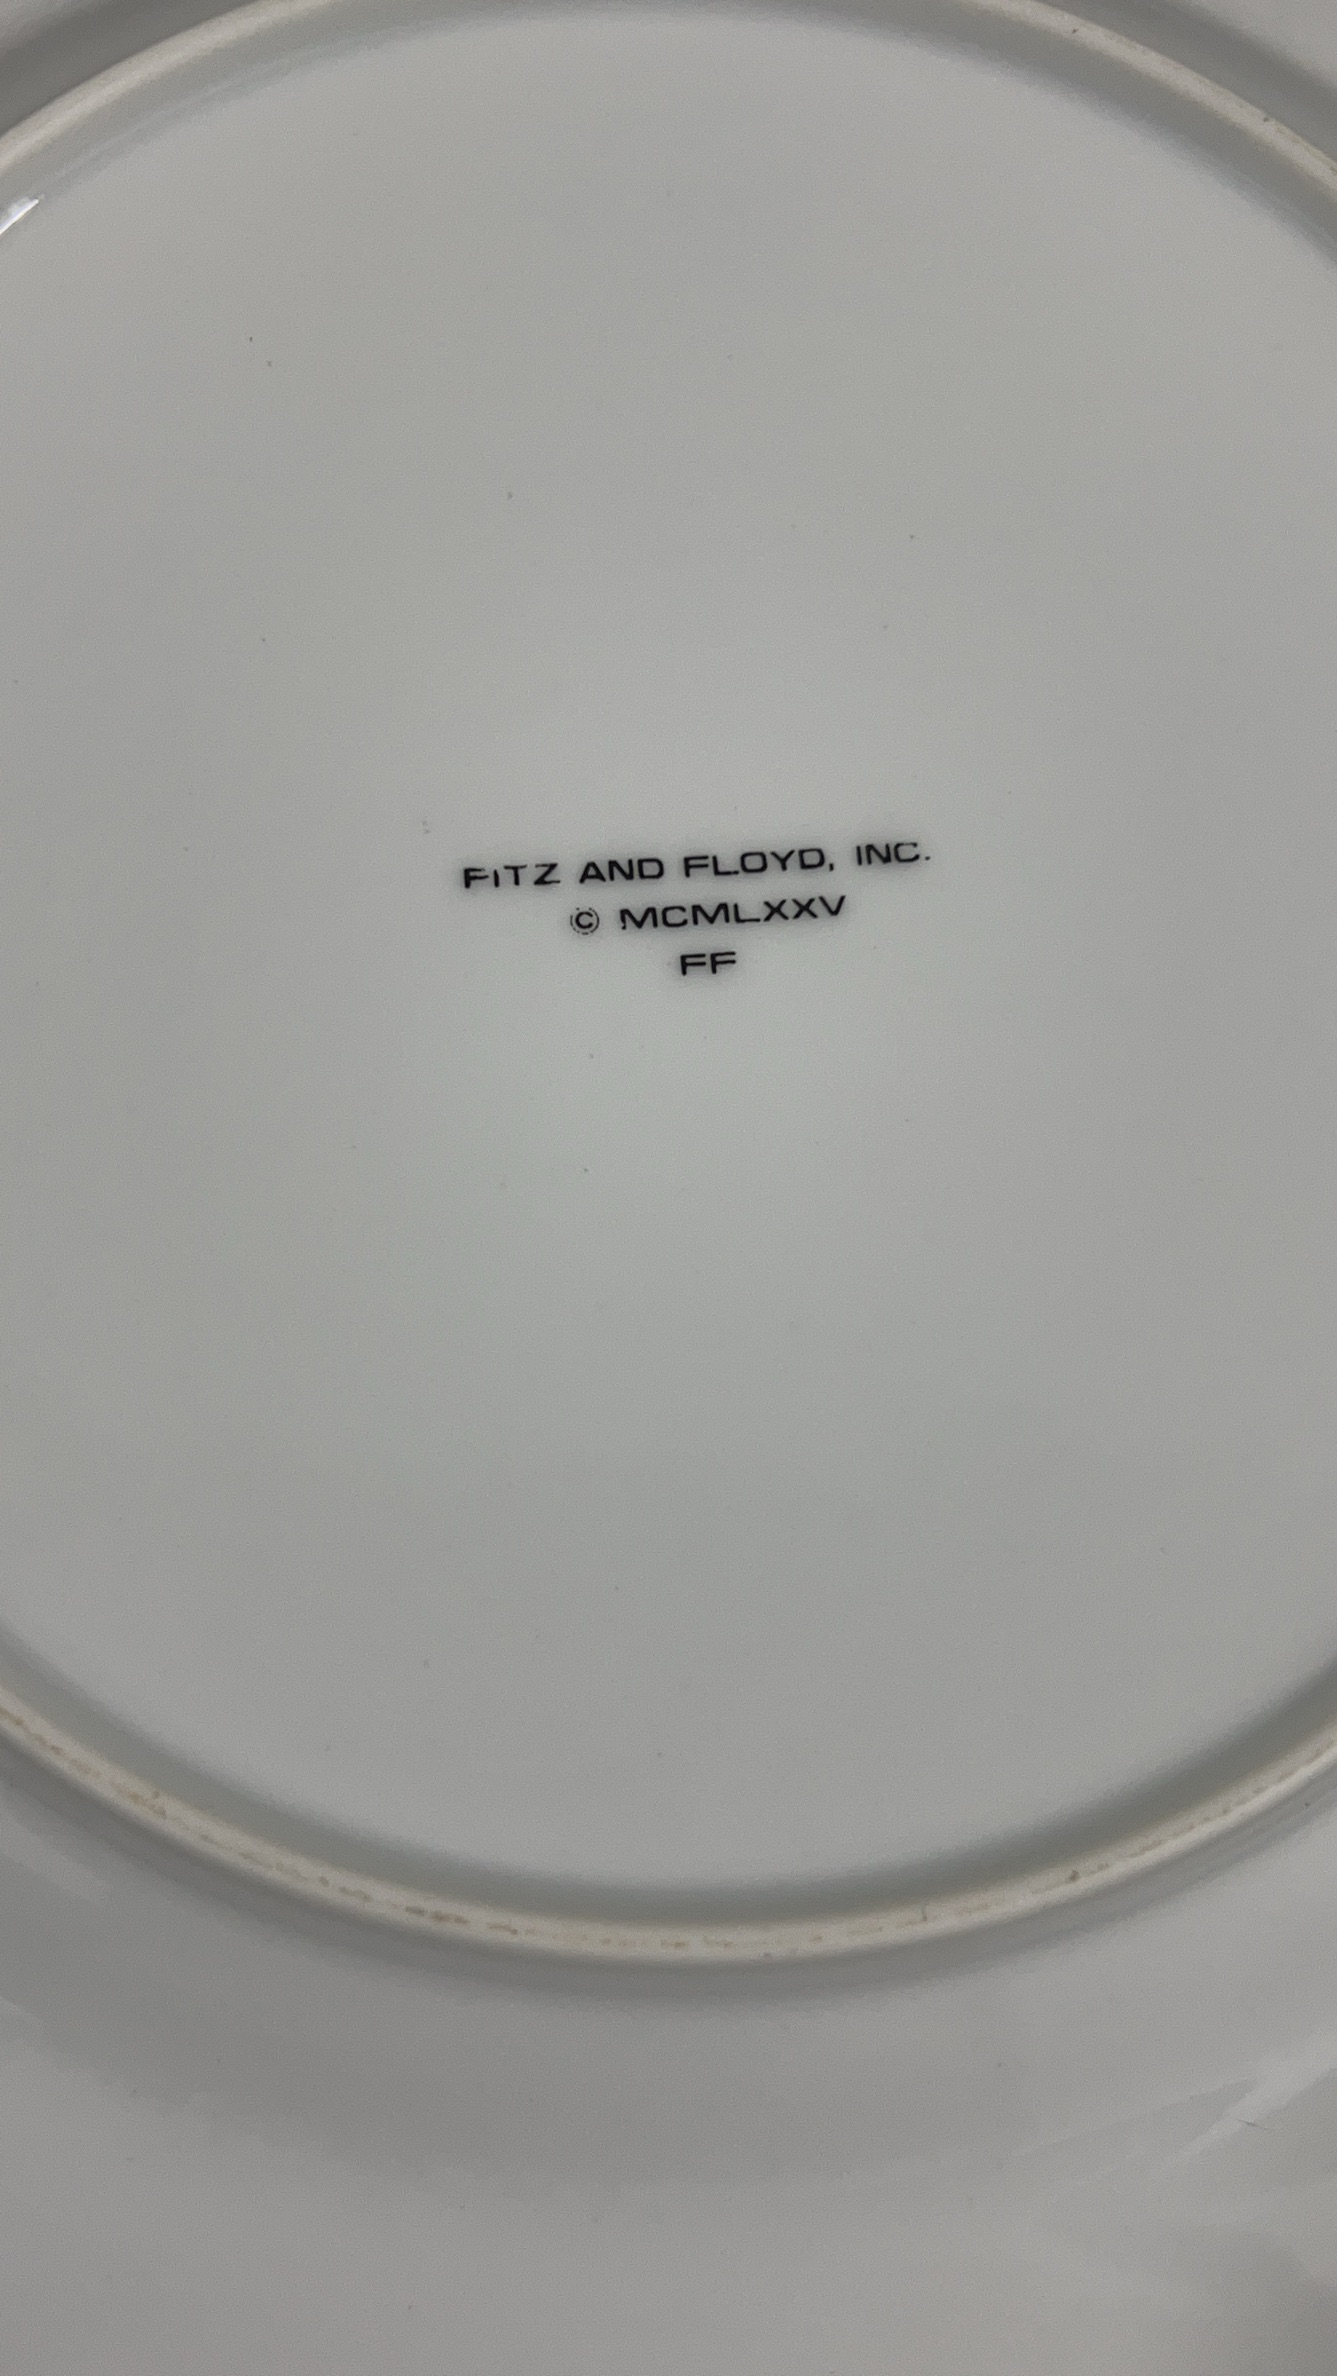 FITZ AND FLOYD, INC.
© MCMLXXV
FF